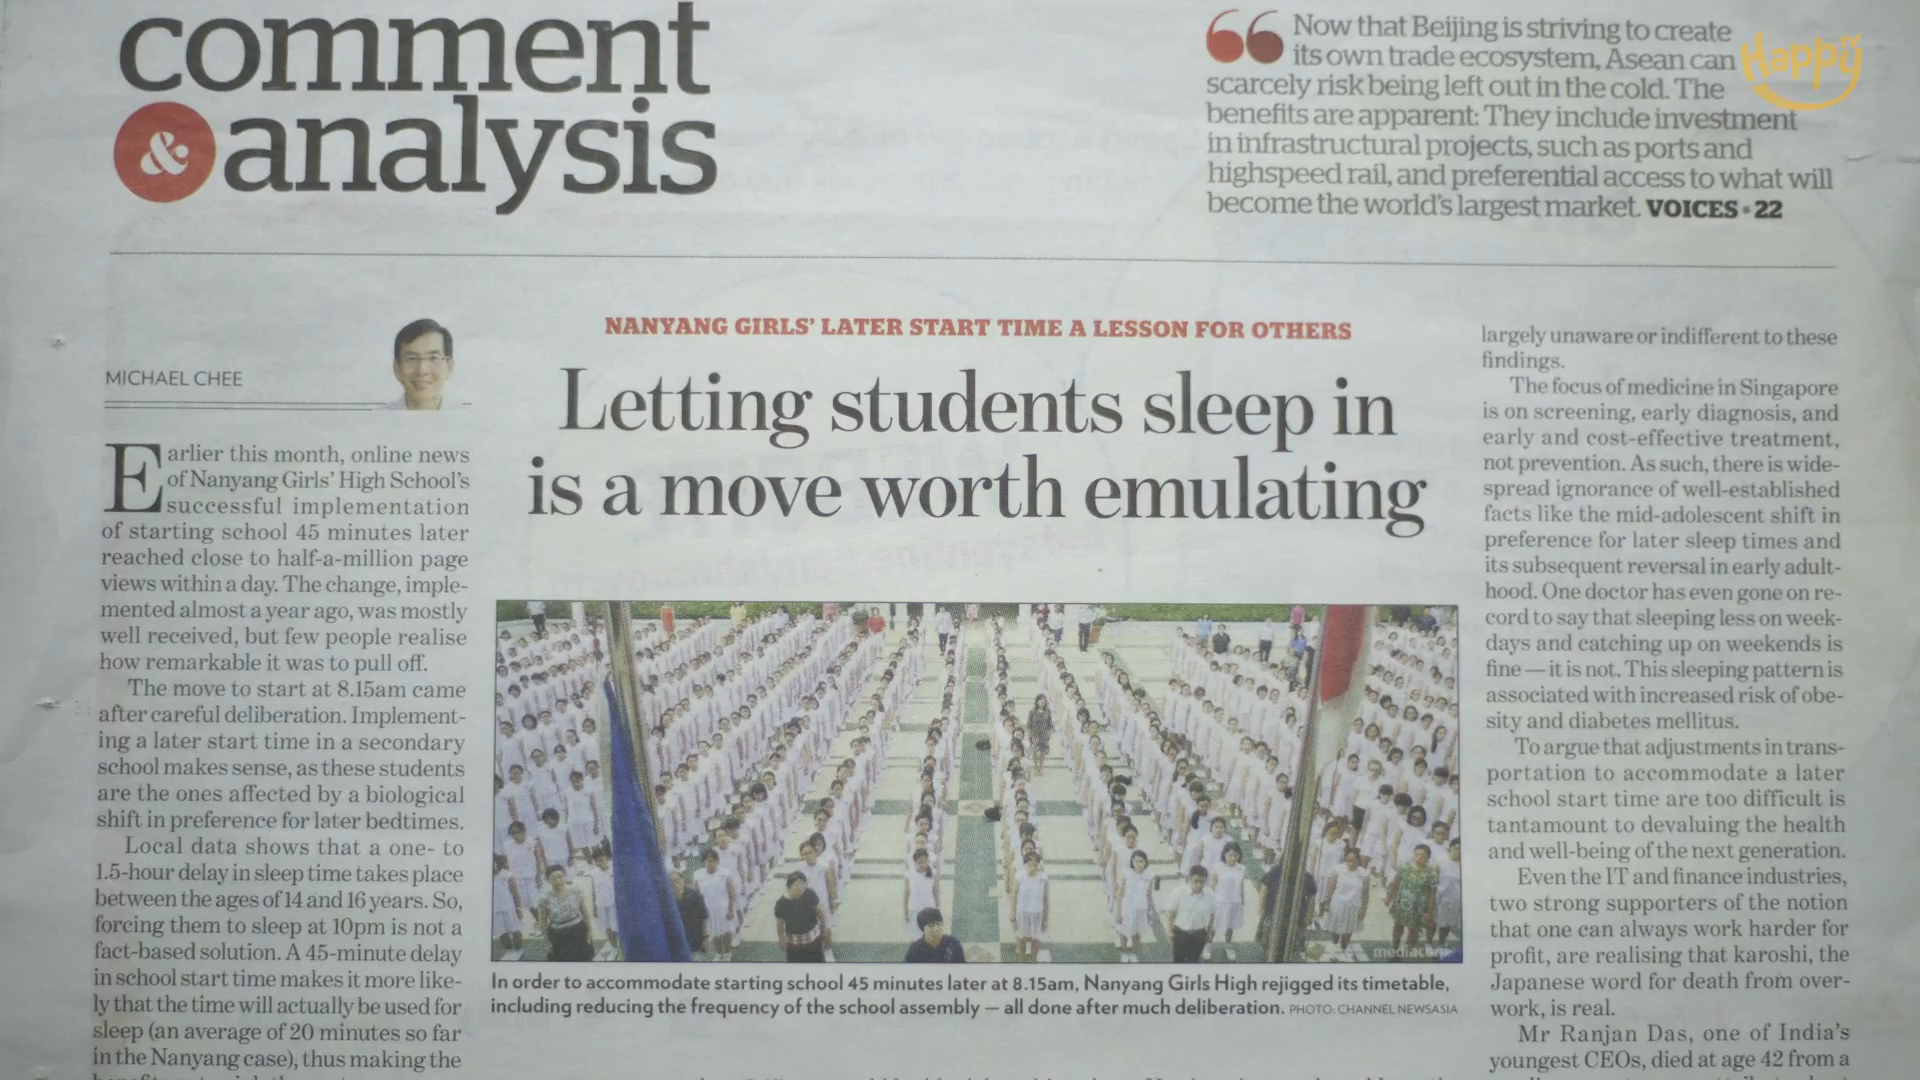 comment
& analysis
Now that Beijing is striving to create
its own trade ecosystem, Asean can
scarcely risk being left out in the cold. The
benefits are apparent: They include investment
in infrastructural projects, such as ports and
highspeed rail, and preferential access to what will
become the world's largest market. VOICES • 22
Happy TV
MICHAEL CHEE
NANYANG GIRLS' LATER START TIME A LESSON FOR OTHERS
Letting students sleep in
is a move worth emulating
Earlier this month, online news
of Nanyang Girls' High School's
successful implementation
of starting school 45 minutes later
reached close to half-a-million page
views within a day. The change, imple-
mented almost a year ago, was mostly
well received, but few people realise
how remarkable it was to pull off.
The move to start at 8.15am came
after careful deliberation. Implement-
ing a later start time in a secondary
school makes sense, as these students
are the ones affected by a biological
shift in preference for later bedtimes.
Local data shows that a one- to
1.5-hour delay in sleep time takes place
between the ages of 14 and 16 years. So,
forcing them to sleep at 10pm is not a
fact-based solution. A 45-minute delay
in school start time makes it more like-
ly that the time will actually be used for
sleep (an average of 20 minutes so far
in the Nanyang case), thus making the
mediacorp
In order to accommodate starting school 45 minutes later at 8.15am, Nanyang Girls High rejigged its timetable,
including reducing the frequency of the school assembly — all done after much deliberation. PHOTO: CHANNEL NEWSASIA
largely unaware or indifferent to these
findings.
The focus of medicine in Singapore
is on screening, early diagnosis, and
early and cost-effective treatment,
not prevention. As such, there is wide-
spread ignorance of well-established
facts like the mid-adolescent shift in
preference for later sleep times and
its subsequent reversal in early adult-
hood. One doctor has even gone on re-
cord to say that sleeping less on week-
days and catching up on weekends is
fine — it is not. This sleeping pattern is
associated with increased risk of obe-
sity and diabetes mellitus.
To argue that adjustments in trans-
portation to accommodate a later
school start time are too difficult is
tantamount to devaluing the health
and well-being of the next generation.
Even the IT and finance industries,
two strong supporters of the notion
that one can always work harder for
profit, are realising that karoshi, the
Japanese word for death from over-
work, is real.
Mr Ranjan Das, one of India's
youngest CEOs, died at age 42 from a